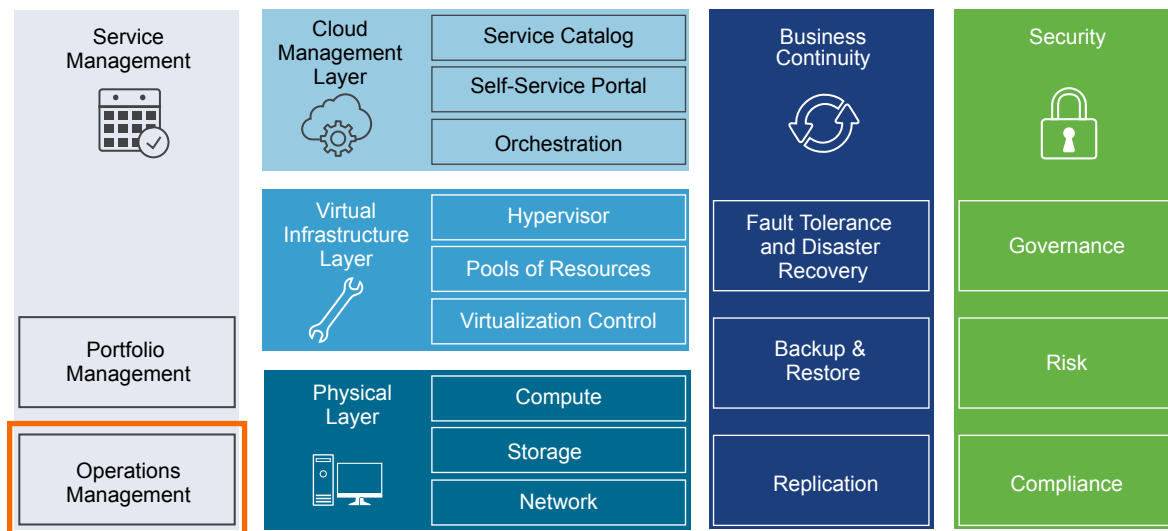 Service
Management
Portfolio
Management
Operations
Management
Cloud
Management
Layer
Service Catalog
Self-Service Portal
Orchestration
Virtual
Infrastructure
Layer
Hypervisor
Pools of Resources
Virtualization Control
Physical
Layer
Compute
Storage
Network
Business
Continuity
Fault Tolerance
and Disaster
Recovery
Backup &
Restore
Replication
Security
Governance
Risk
Compliance